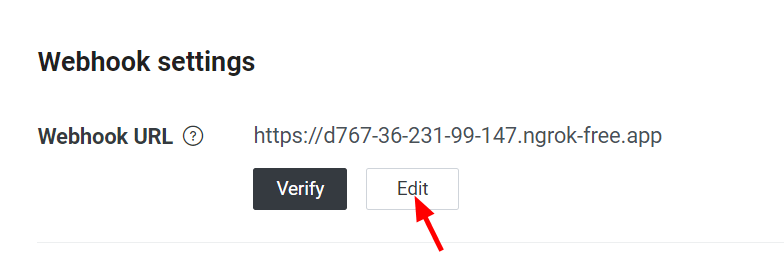 Webhook settings
Webhook URL ?
https://d767-36-231-99-147.ngrok-free.app
Verify
Edit